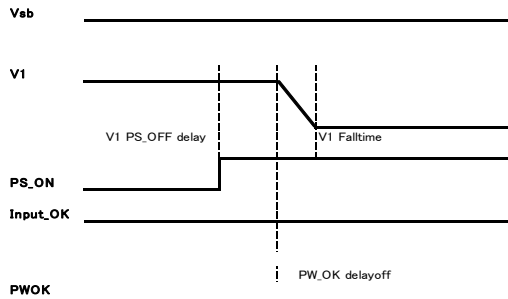 Vsb
V1
V1 PS_OFF delay
V1 Falltime
PS_ON
Input_OK
PW_OK delayoff
PWOK